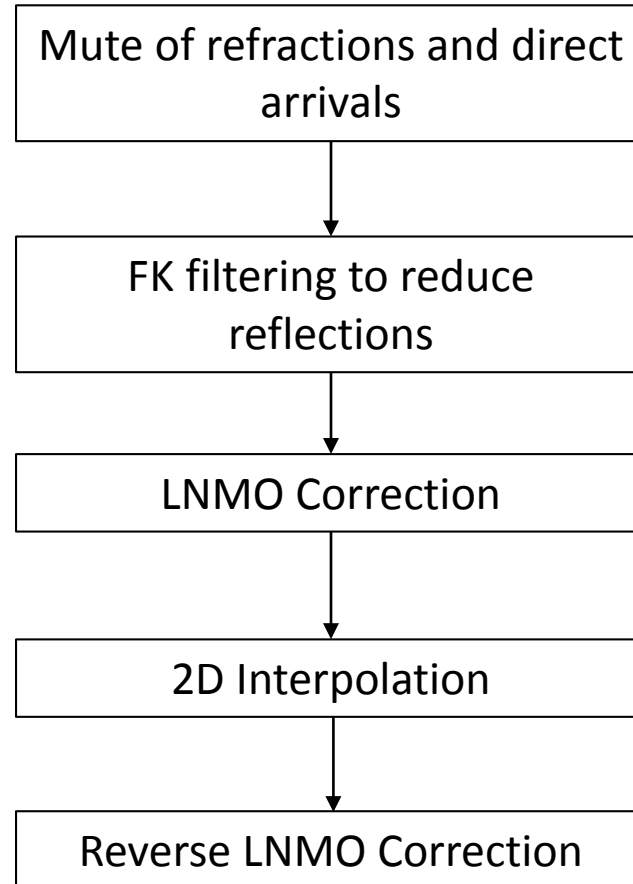 Mute of refractions and direct
arrivals
FK filtering to reduce
reflections
LNMO Correction
2D Interpolation
Reverse LNMO Correction